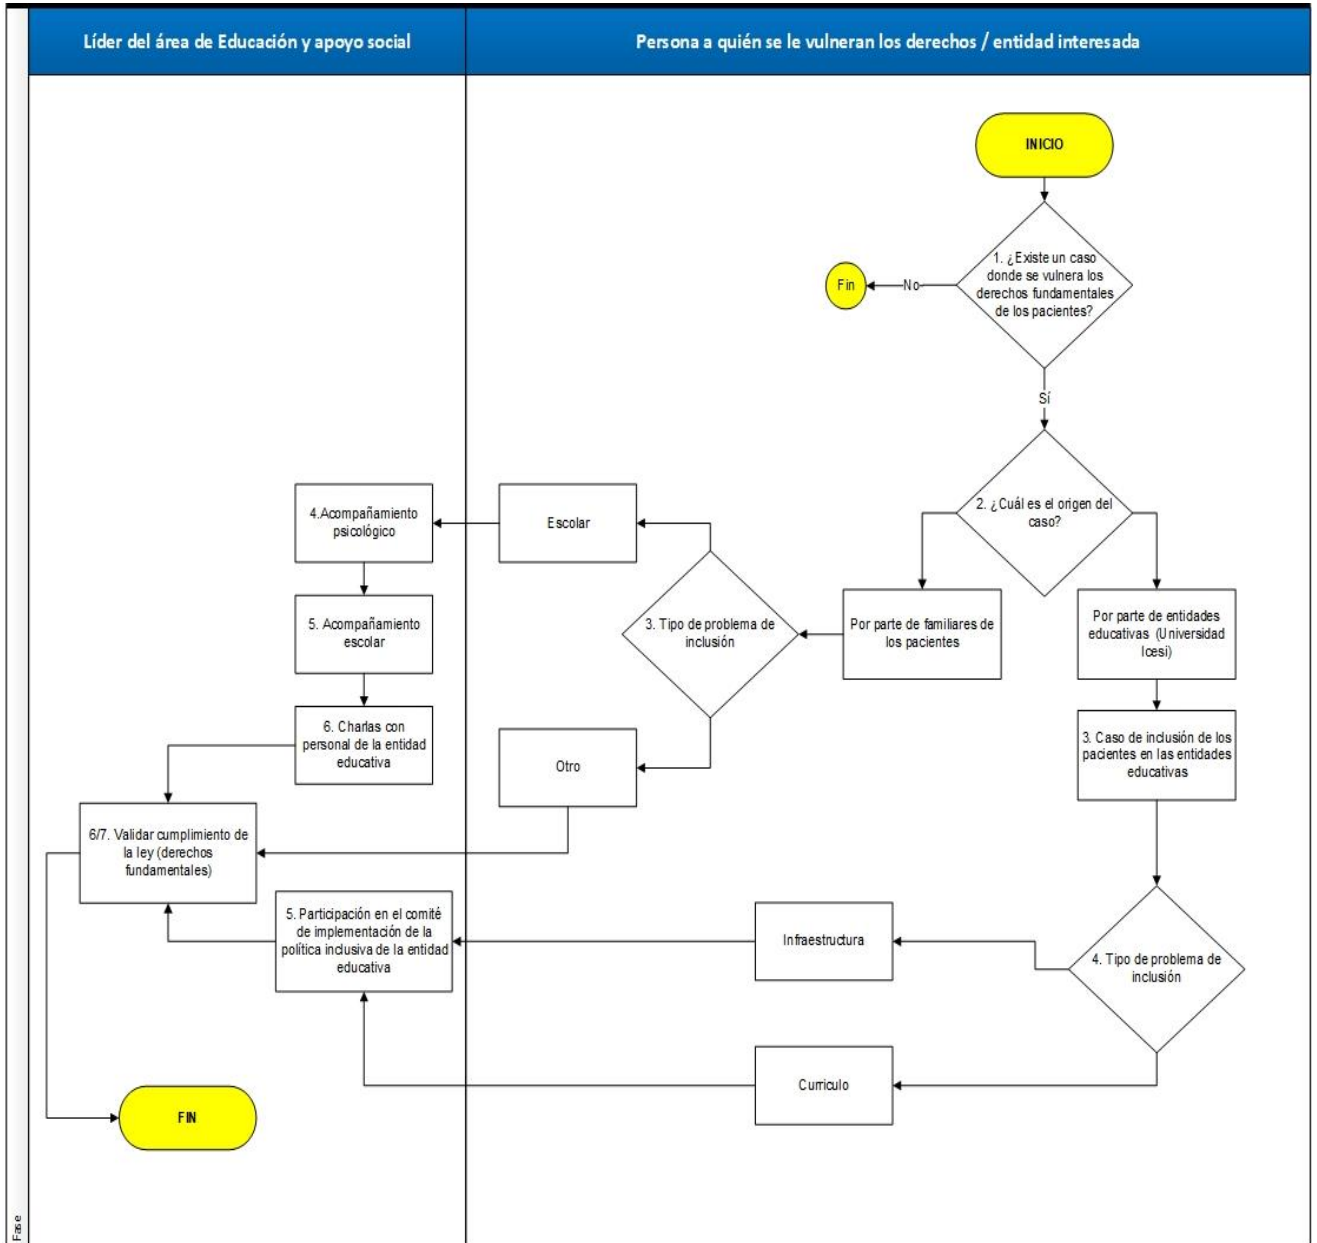 Líder del área de Educación y apoyo social
Persona a quién se le vulneran los derechos / entidad interesada
INICIO
1. ¿Existe un caso
donde se vulnera los
derechos fundamentales
de los pacientes?
No
Fin
Sí
2. ¿Cuál es el origen del
caso?
Por parte de familiares de
los pacientes
Por parte de entidades
educativas (Universidad
Icesi)
3. Tipo de problema de
inclusión
Escolar
4.Acompañamiento
psicológico
5. Acompañamiento
escolar
6. Charlas con
personal de la entidad
educativa
Otro
3. Caso de inclusión de los
pacientes en las entidades
educativas
6/7. Validar cumplimiento de
la ley (derechos
fundamentales)
5. Participación en el comité
de implementación de la
política inclusiva de la entidad
educativa
Infraestructura
4. Tipo de problema de
inclusión
Curriculo
FIN
Fase